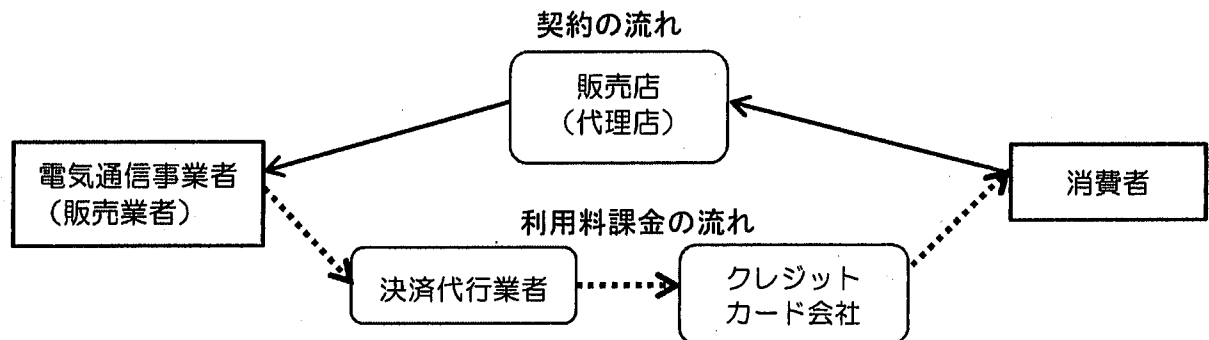 契約の流れ
販売店
（代理店）
電気通信事業者
（販売業者）
消費者
利用料課金の流れ
決済代行業者
クレジット
カード会社